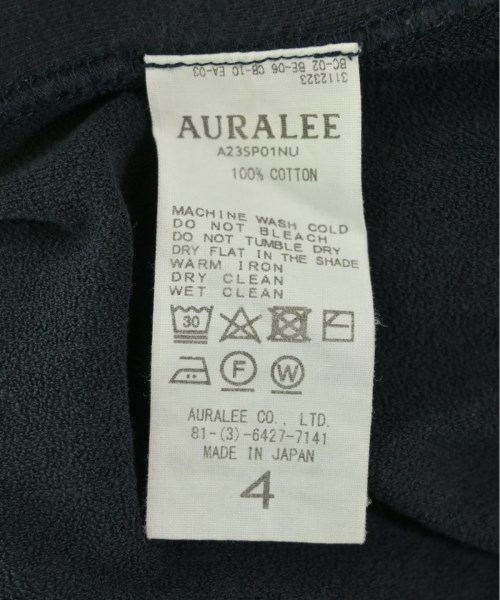 3112323
BC-02 BE-06 CB-10 EA-03
AURALEE
A23SP01NU
100% COTTON
MACHINE WASH COLD
DO NOT BLEACH
DO NOT TUMBLE DRY
DRY FLAT IN THE SHADE
WARM IRON
DRY CLEAN
WET CLEAN
30
F W
AURALEE CO., LTD.
81-(3)-6427-7141
MADE IN JAPAN
4